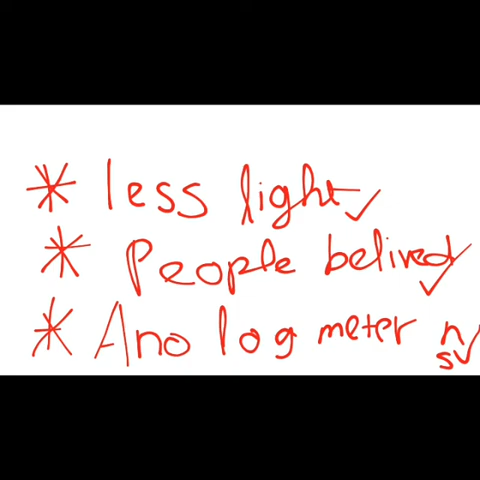 * less light ✓
* People belived ✓
* Ano log meter n
s ✓